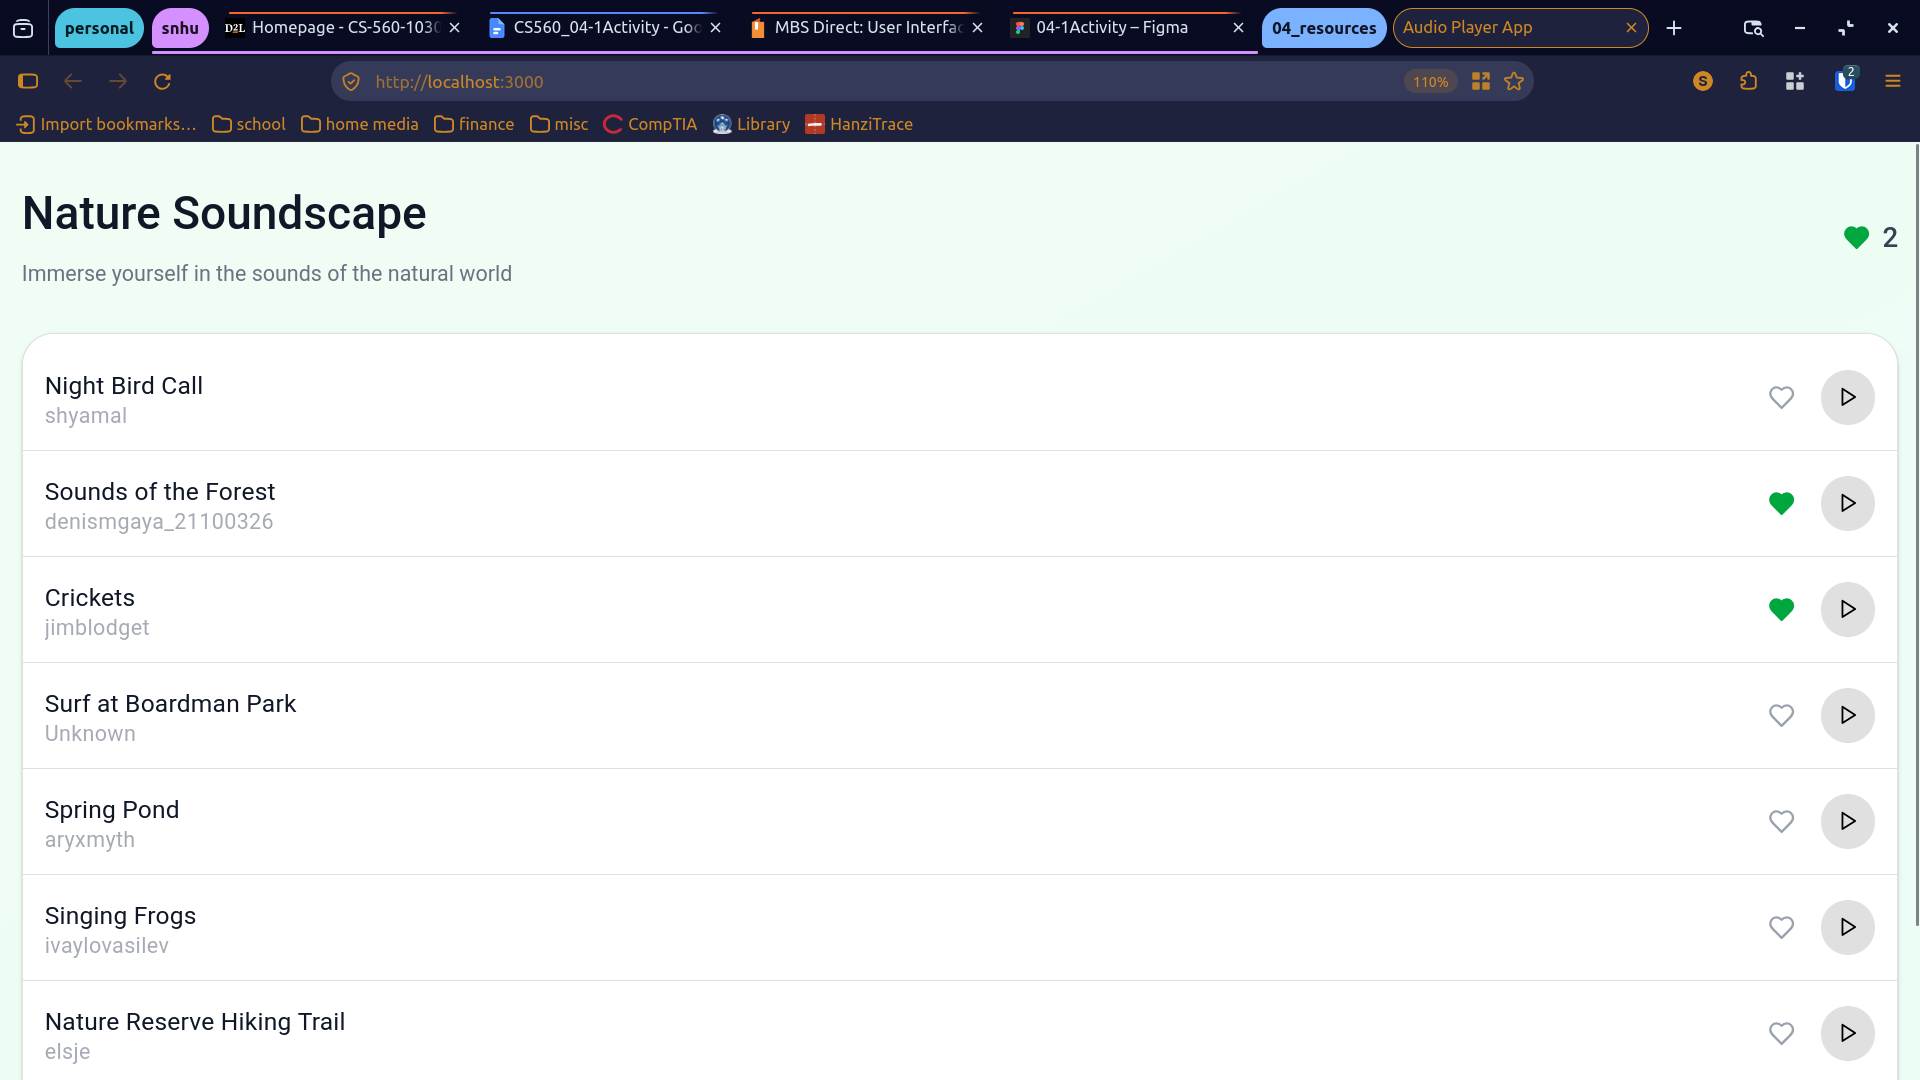 personal
snhu
D2L Homepage - CS-560-1030
CS560_04-1Activity - Goo
MBS Direct: User Interfac
04-1Activity – Figma
04_resources
Audio Player App
http://localhost:3000
110%
S
2
Import bookmarks...
school
home media
finance
misc
CompTIA
Library
HanziTrace
Nature Soundscape
2
Immerse yourself in the sounds of the natural world
Night Bird Call
shyamal
Sounds of the Forest
denismgaya_21100326
Crickets
jimblodget
Surf at Boardman Park
Unknown
Spring Pond
aryxmyth
Singing Frogs
ivaylovasilev
Nature Reserve Hiking Trail
elsje